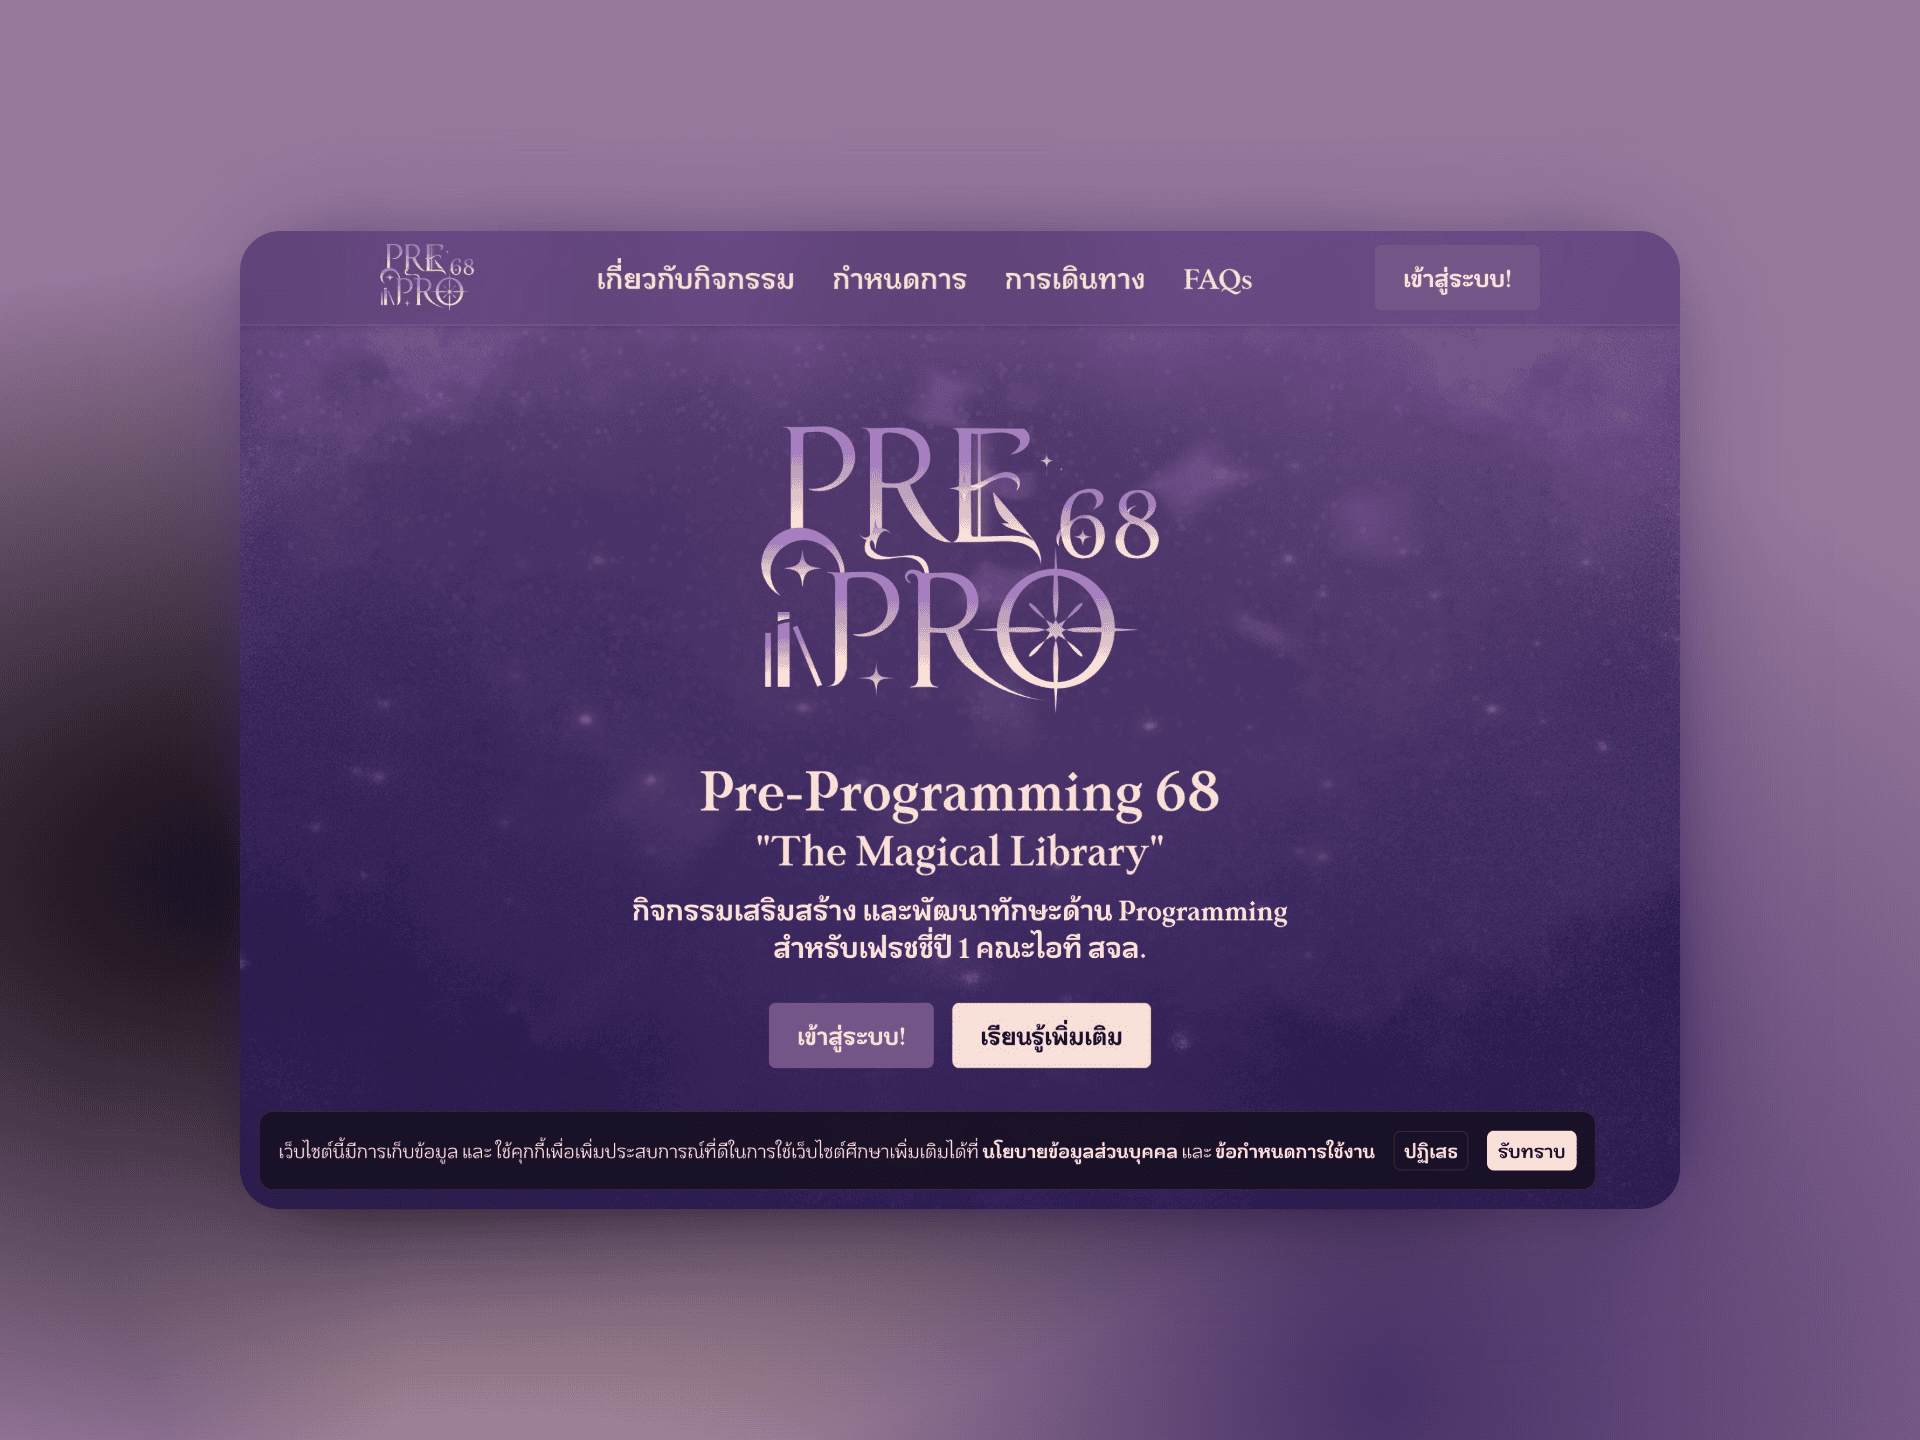 PRE 68
PRO
เกี่ยวกับกิจกรรม กำหนดการ การเดินทาง FAQs
เข้าสู่ระบบ!
PRE 68
PRO
Pre-Programming 68
"The Magical Library"
กิจกรรมเสริมสร้าง และพัฒนาทักษะด้าน Programming
สำหรับเฟรชชี่ปี 1 คณะไอที สจล.
เข้าสู่ระบบ! เรียนรู้เพิ่มเติม
เว็บไซต์นี้มีการเก็บข้อมูล และ ใช้คุกกี้เพื่อเพิ่มประสบการณ์ที่ดีในการใช้เว็บไซต์ศึกษาเพิ่มเติมได้ที่ นโยบายข้อมูลส่วนบุคคล และ ข้อกำหนดการใช้งาน ปฏิเสธ รับทราบ